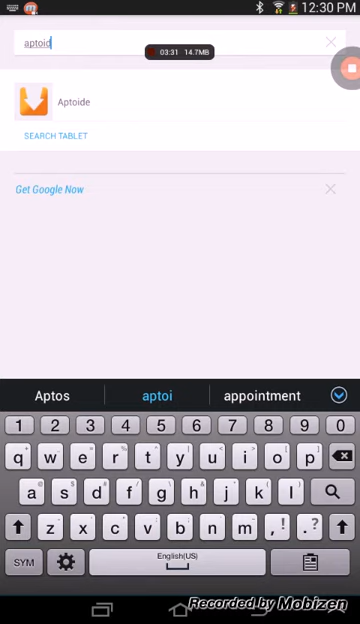 12:30 PM
aptoid
03:31 14.7MB
Aptoide
SEARCH TABLET
Get Google Now
Aptos aptoi appointment
1 2 3 4 5 6 7 8 9 0
q w e r t y u i o p
a s d f g h j k l
z x c v b n m , ! . ?
SYM English(US)
Recorded by Mobizen